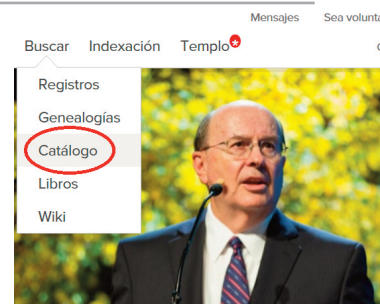 Mensajes Sea volunta
Buscar Indexación Templo
Registros
Genealogías
Catálogo
Libros
Wiki